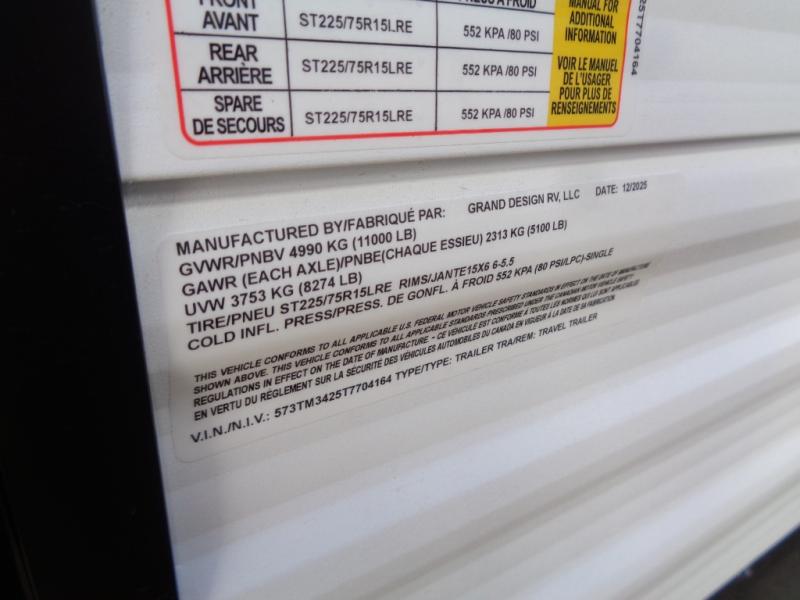 FRONT
AVANT ST225/75R15LRE 552 KPA /80 PSI
REAR
ARRIÈRE ST225/75R15LRE 552 KPA /80 PSI
SPARE
DE SECOURS ST225/75R15LRE 552 KPA /80 PSI
MANUAL FOR
ADDITIONAL
INFORMATION
VOIR LE MANUEL
DE L'USAGER
POUR PLUS DE
RENSEIGNEMENTS
25T7704164
MANUFACTURED BY/FABRIQUÉ PAR: GRAND DESIGN RV, LLC DATE: 12/2025
GVWR/PNBV 4990 KG (11000 LB)
GAWR (EACH AXLE)/PNBE(CHAQUE ESSIEU) 2313 KG (5100 LB)
UVW 3753 KG (8274 LB)
TIRE/PNEU ST225/75R15LRE RIMS/JANTE15X6 6-5.5
COLD INFL. PRESS/PRESS. DE GONFL. À FROID 552 KPA (80 PSI/LPC)-SINGLE
THIS VEHICLE CONFORMS TO ALL APPLICABLE U.S. FEDERAL MOTOR VEHICLE SAFETY STANDARDS IN EFFECT ON THE DATE OF MANUFACTURE
SHOWN ABOVE. THIS VEHICLE CONFORMS TO ALL APPLICABLE STANDARDS PRESCRIBED UNDER THE CANADIAN MOTOR VEHICLE SAFETY
REGULATIONS IN EFFECT ON THE DATE OF MANUFACTURE. - CE VÉHICULE EST CONFORME À TOUTES LES NORMES QUI LUI SONT APPLICABLES
EN VERTU DU RÈGLEMENT SUR LA SÉCURITÉ DES VÉHICULES AUTOMOBILES DU CANADA EN VIGUEUR À LA DATE DE SA FABRICATION
V.I.N./N.I.V.: 573TM3425T7704164 TYPE/TYPE: TRAILER TRA/REM: TRAVEL TRAILER